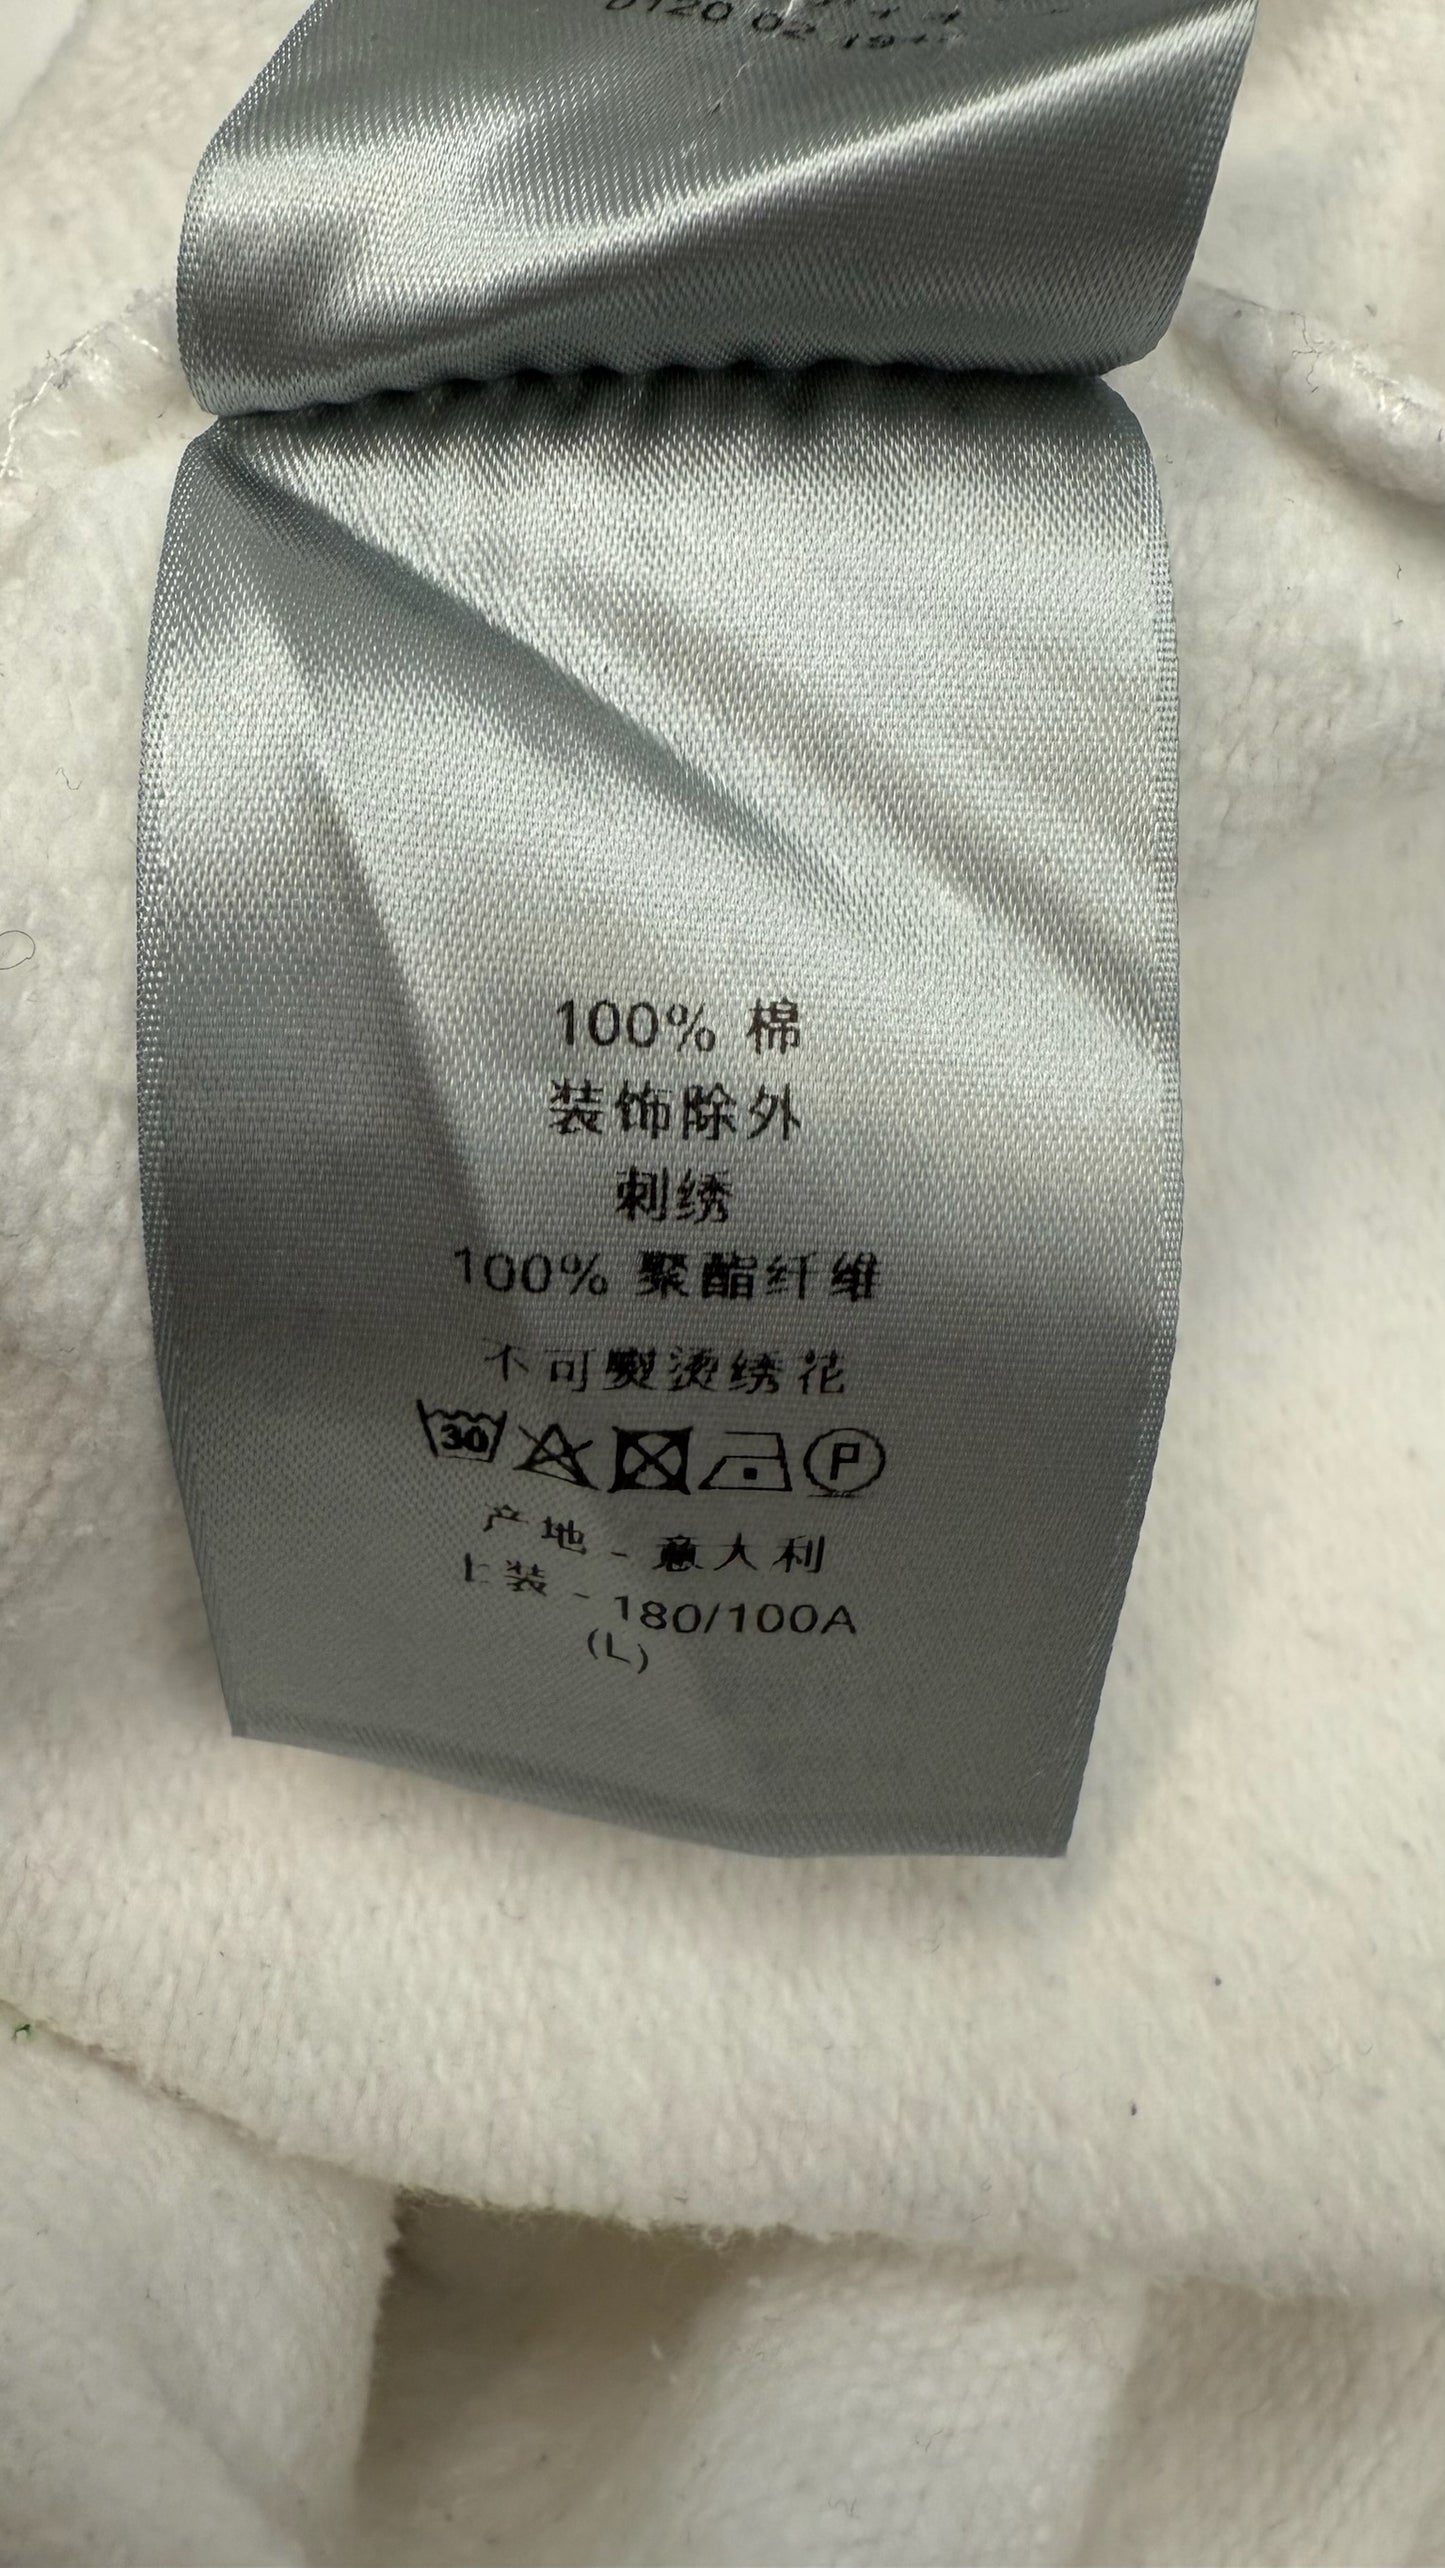 100% 棉
装饰除外
刺绣
100% 聚酯纤维
不可熨烫绣花
30 P
产地 - 意大利
上装 - 180/100A
(L)